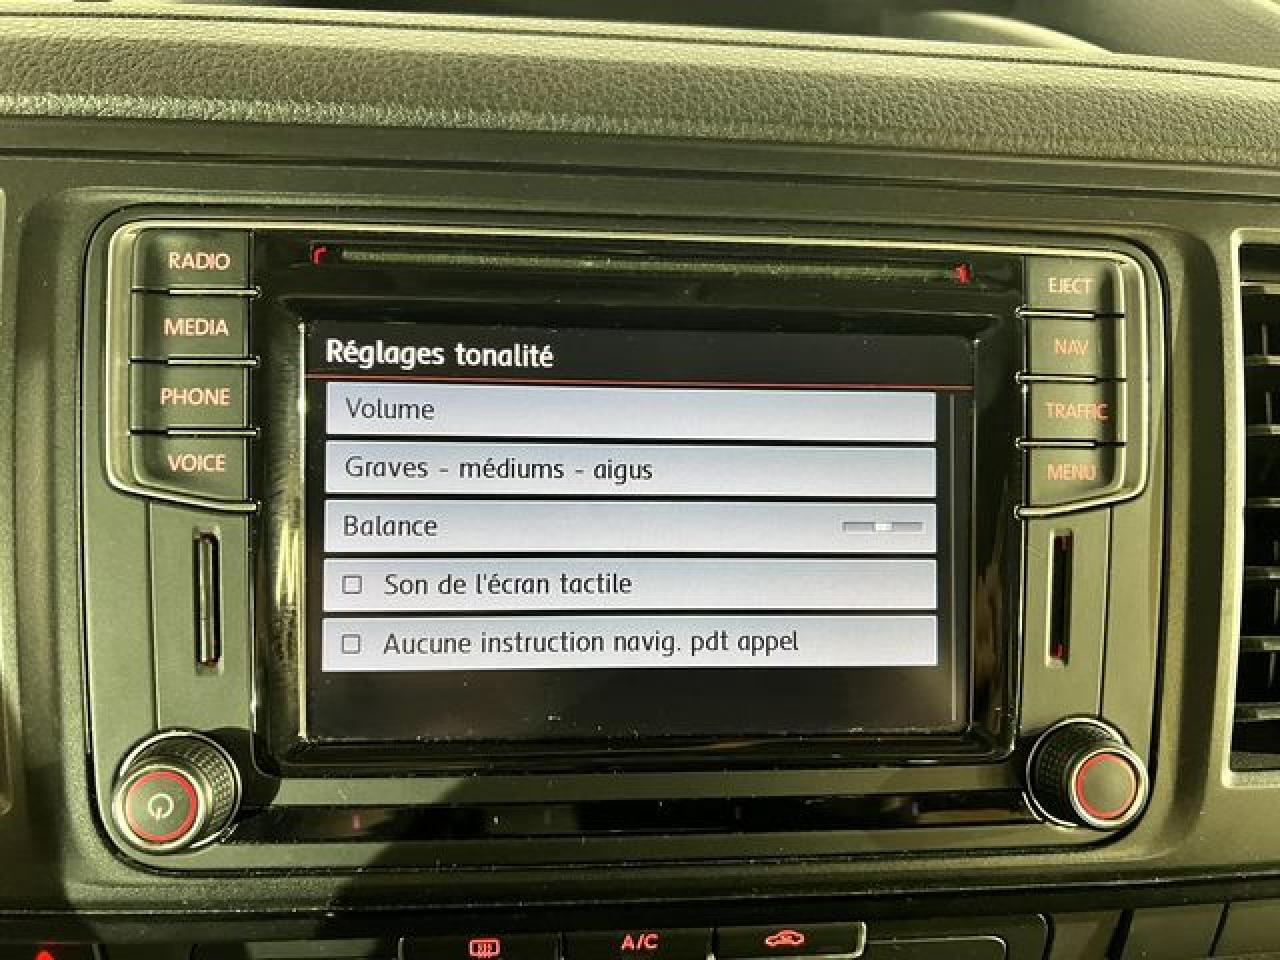 RADIO
MEDIA
PHONE
VOICE
EJECT
NAV
TRAFFIC
MENU
Réglages tonalité
Volume
Graves - médiums - aigus
Balance
Son de l'écran tactile
Aucune instruction navig. pdt appel
A/C